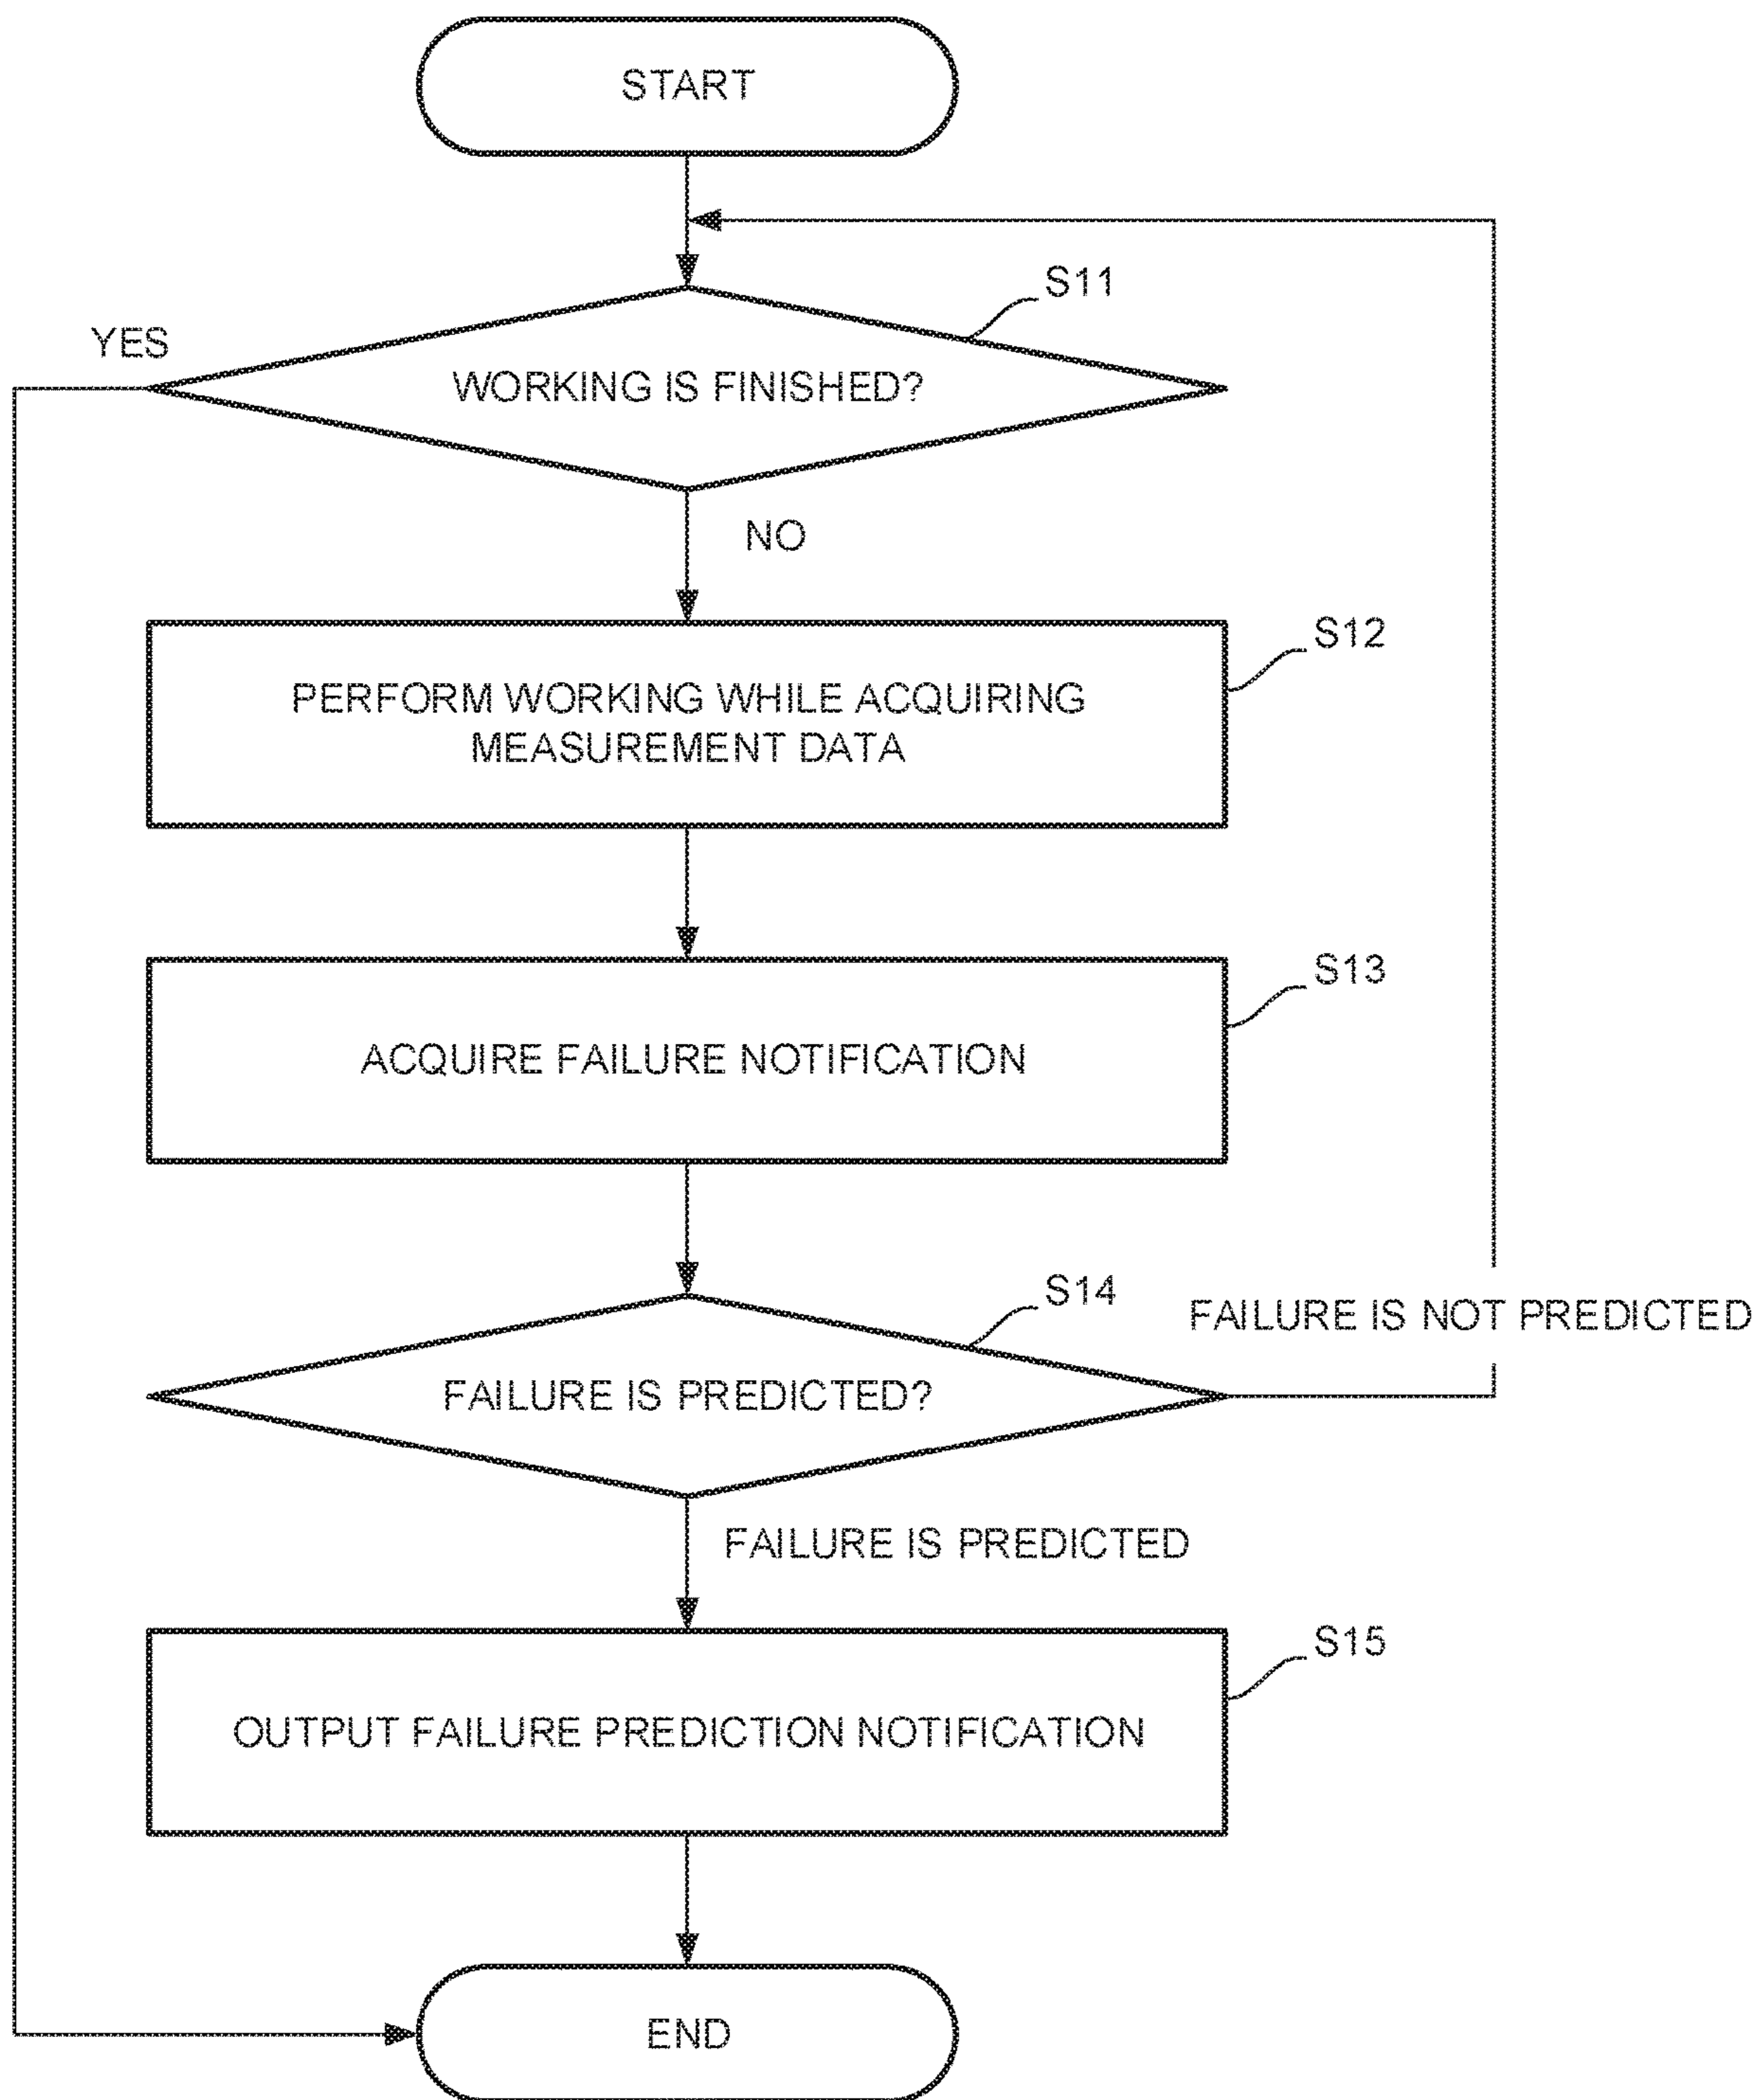 START
S11
YES
WORKING IS FINISHED?
NO
S12
PERFORM WORKING WHILE ACQUIRING
MEASUREMENT DATA
S13
ACQUIRE FAILURE NOTIFICATION
S14
FAILURE IS NOT PREDICTED
FAILURE IS PREDICTED?
FAILURE IS PREDICTED
S15
OUTPUT FAILURE PREDICTION NOTIFICATION
END